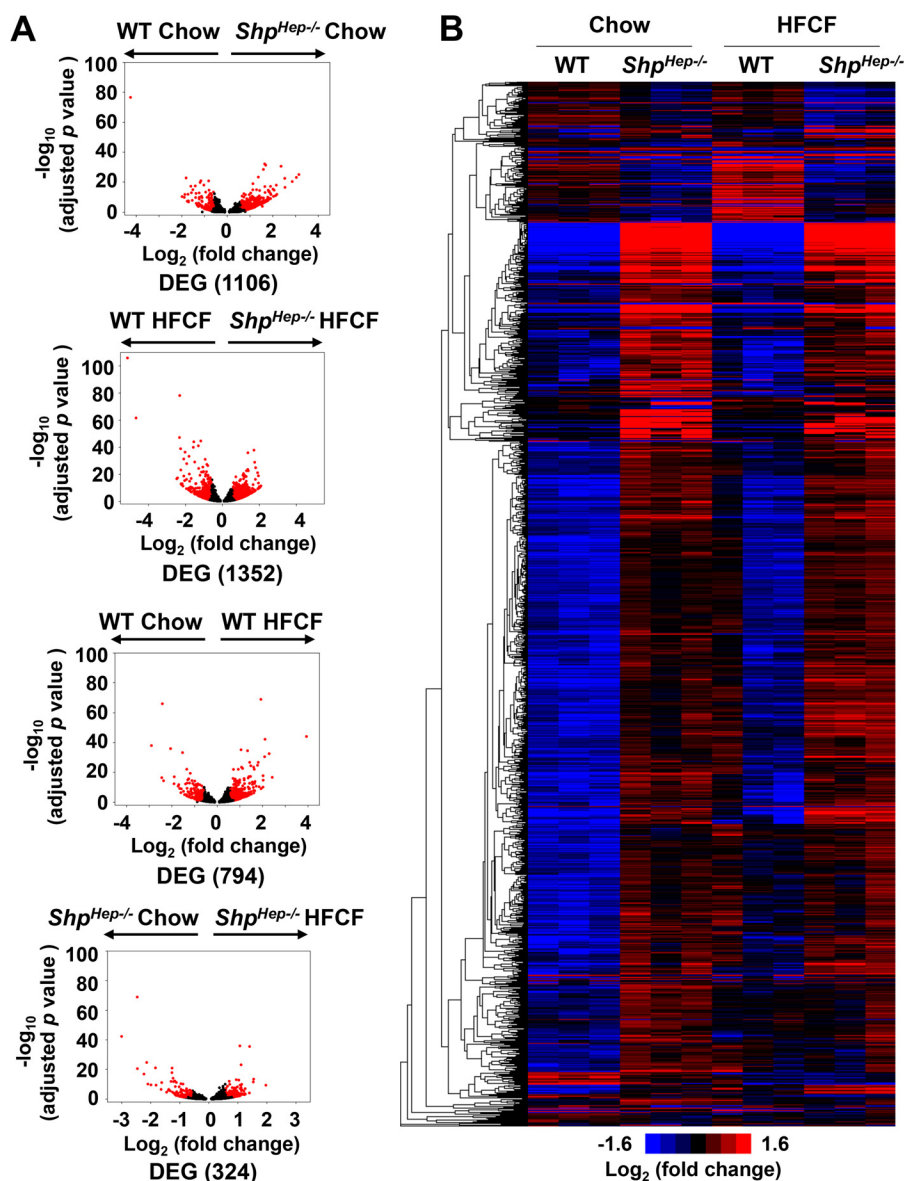 A
WT Chow Shp^Hep-/- Chow
-log10
(adjusted p value )
100
80
60
40
20
0
-4 -2 0 2 4
Log2 (fold change)
DEG (1106)
WT HFCF Shp^Hep-/- HFCF
-log10
(adjusted p value )
100
80
60
40
20
0
-4 -2 0 2 4
Log2 (fold change)
DEG (1352)
WT Chow WT HFCF
-log10
(adjusted p value )
100
80
60
40
20
0
-4 -2 0 2 4
Log2 (fold change)
DEG (794)
Shp^Hep-/- Chow Shp^Hep-/- HFCF
-log10
(adjusted p value )
100
80
60
40
20
0
-3 -2 -1 0 1 2 3
Log2 (fold change)
DEG (324)
B
Chow HFCF
WT Shp^Hep-/- WT Shp^Hep-/-
-1.6 1.6
Log2 (fold change)